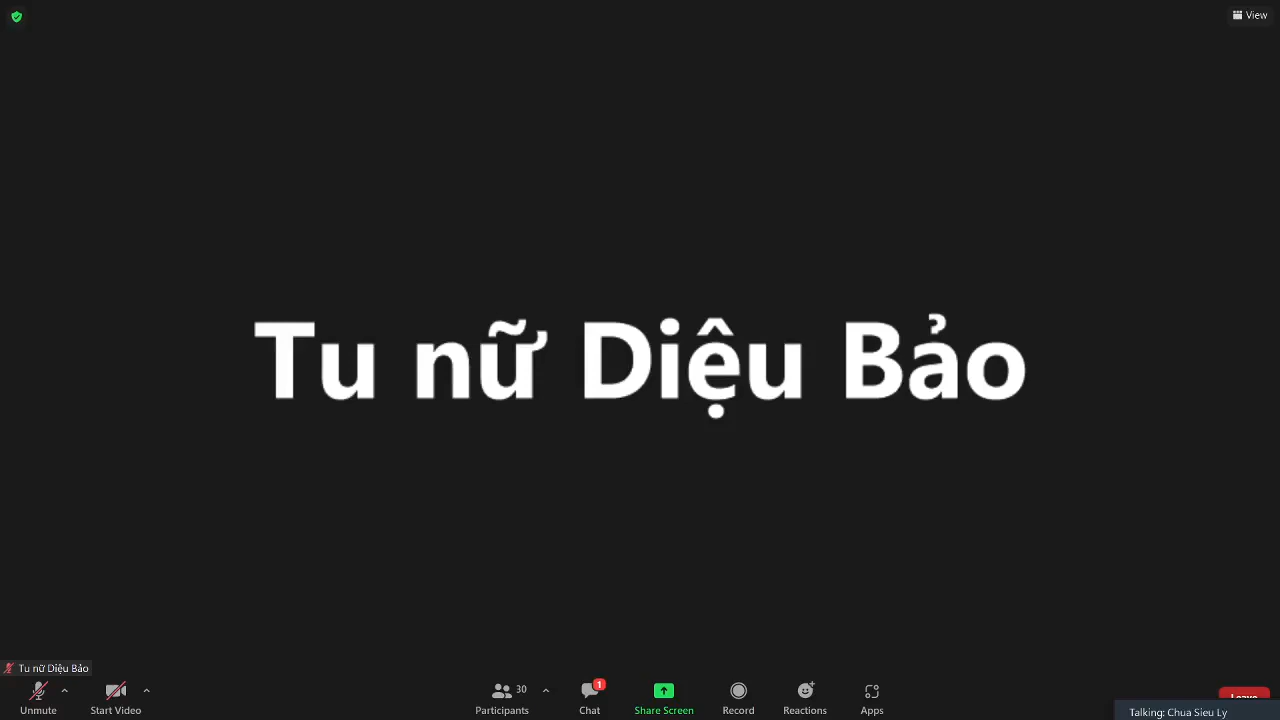 View
Tu nữ Diệu Bảo
Tu nữ Diệu Bảo
Unmute
Start Video
30
Participants
1
Chat
Share Screen
Record
Reactions
Apps
Leave
Talking: Chua Sieu Ly